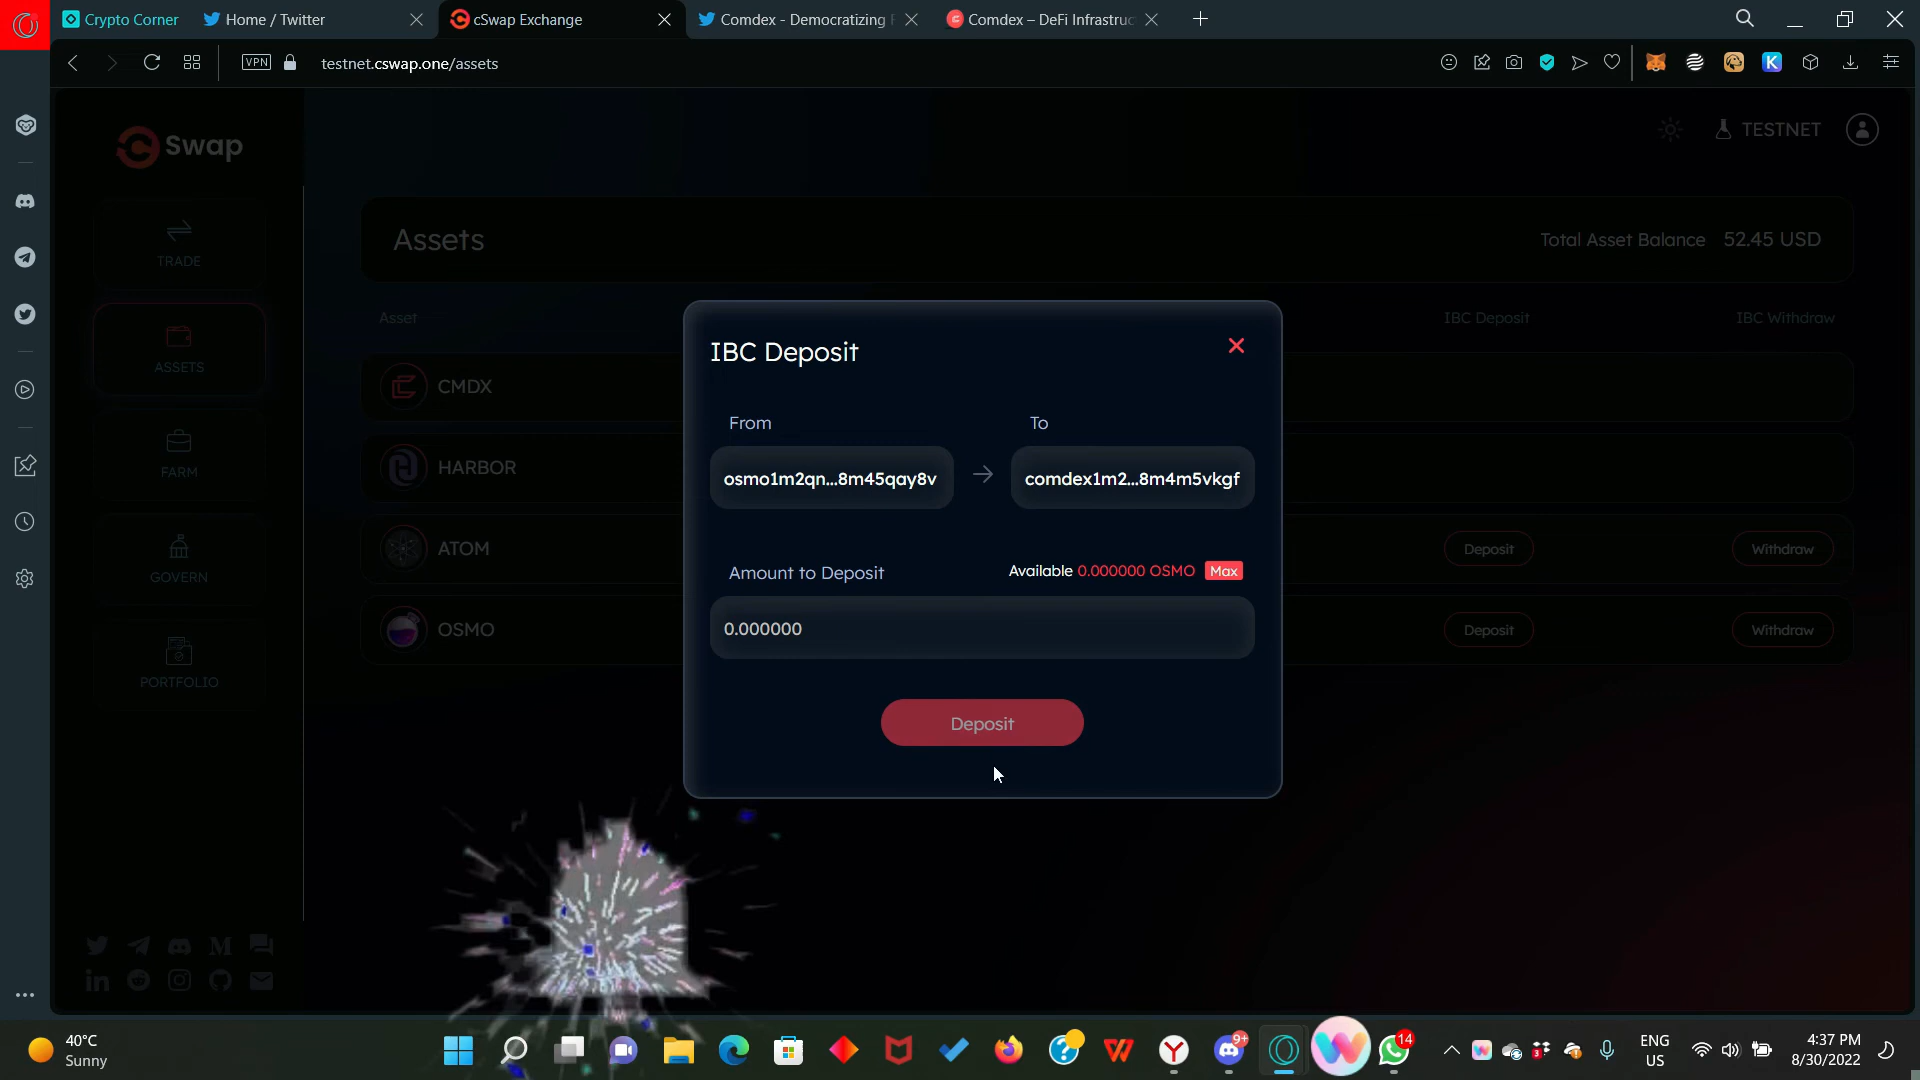 Crypto Corner
Home / Twitter
cSwap Exchange
Comdex - Democratizing F
Comdex – DeFi Infrastruc
VPN
testnet.cswap.one/assets
Swap
TESTNET
TRADE
ASSETS
FARM
GOVERN
PORTFOLIO
Assets
Total Asset Balance 52.45 USD
Asset
IBC Deposit
IBC Withdraw
CMDX
HARBOR
ATOM
Deposit
Withdraw
OSMO
Deposit
Withdraw
IBC Deposit
From
To
osmo1m2qn...8m45qay8v
comdex1m2...8m4m5vkgf
Amount to Deposit
Available 0.000000 OSMO Max
0.000000
Deposit
40°C
Sunny
9+
14
3
ENG
US
4:37 PM
8/30/2022